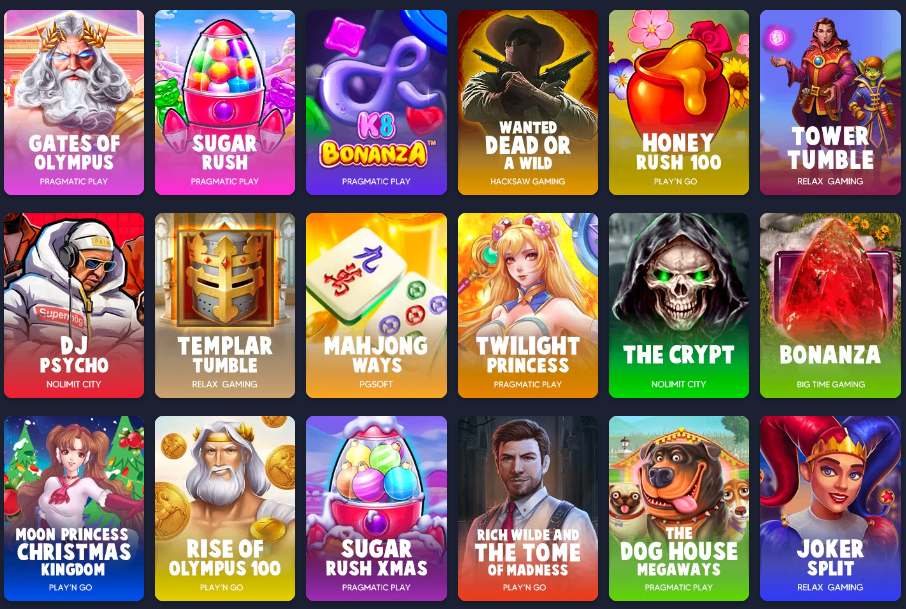 GATES OF
OLYMPUS
PRAGMATIC PLAY
SUGAR
RUSH
PRAGMATIC PLAY
K8
BONANZA™
PRAGMATIC PLAY
WANTED
DEAD OR
A WILD
HACKSAW GAMING
HONEY
RUSH 100
PLAY'N GO
TOWER
TUMBLE
RELAX GAMING
Superhog
DJ
PSYCHO
NOLIMIT CITY
TEMPLAR
TUMBLE
RELAX GAMING
九
MAHJONG
WAYS
PGSOFT
TWILIGHT
PRINCESS
PRAGMATIC PLAY
THE CRYPT
NOLIMIT CITY
BONANZA
BIG TIME GAMING
MOON PRINCESS
CHRISTMAS
KINGDOM
PLAY'N GO
RISE OF
OLYMPUS 100
PLAY'N GO
SUGAR
RUSH XMAS
PRAGMATIC PLAY
RICH WILDE AND
THE TOME
OF MADNESS
PLAY'N GO
THE
DOG HOUSE
MEGAWAYS
PRAGMATIC PLAY
JOKER
SPLIT
RELAX GAMING